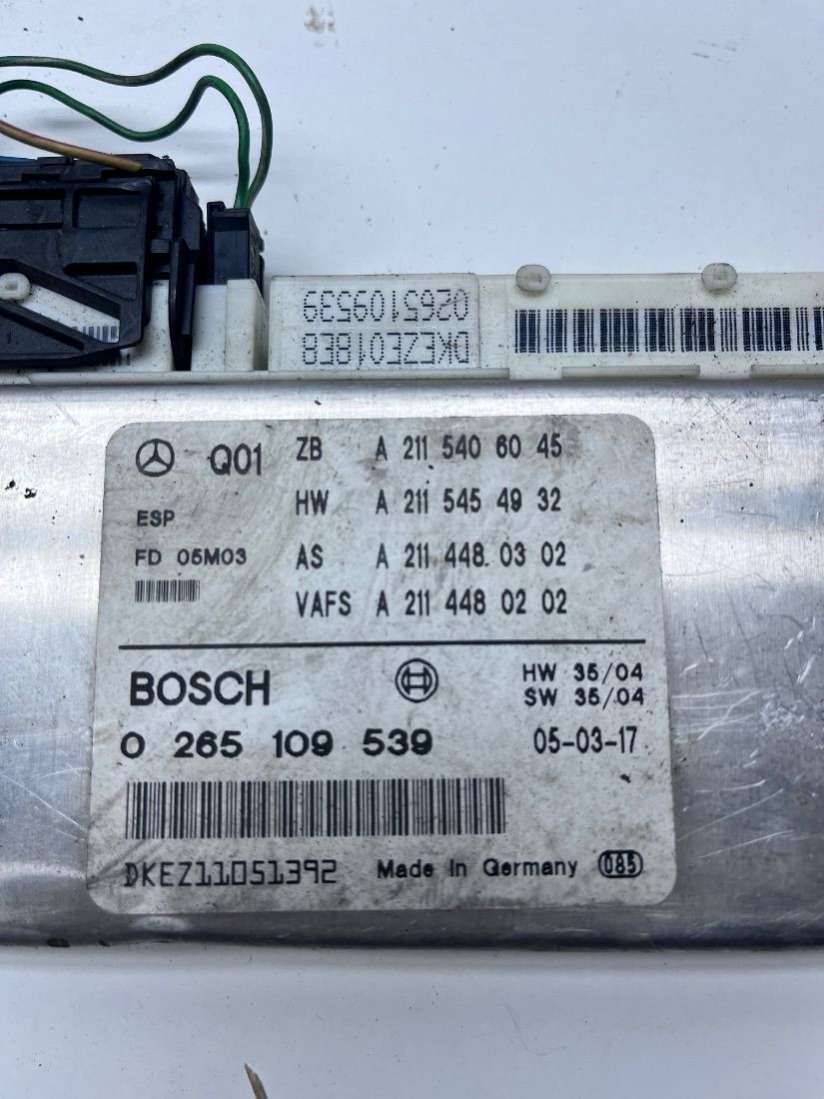 0265109539
DKEZE018E8
Q01
ZB A 211 540 60 45
ESP
HW A 211 545 49 32
FD 05M03
AS A 211 448 03 02
VAFS A 211 448 02 02
BOSCH
HW 35/04
SW 35/04
0 265 109 539
05-03-17
DKEZ11051392
Made in Germany
085